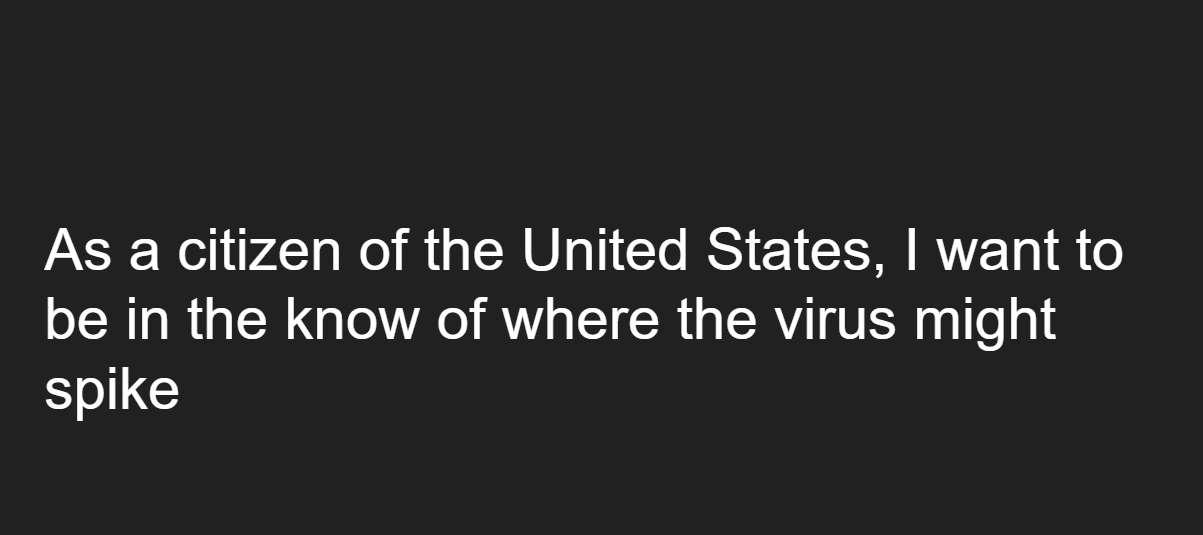 As a citizen of the United States, I want to
be in the know of where the virus might
spike